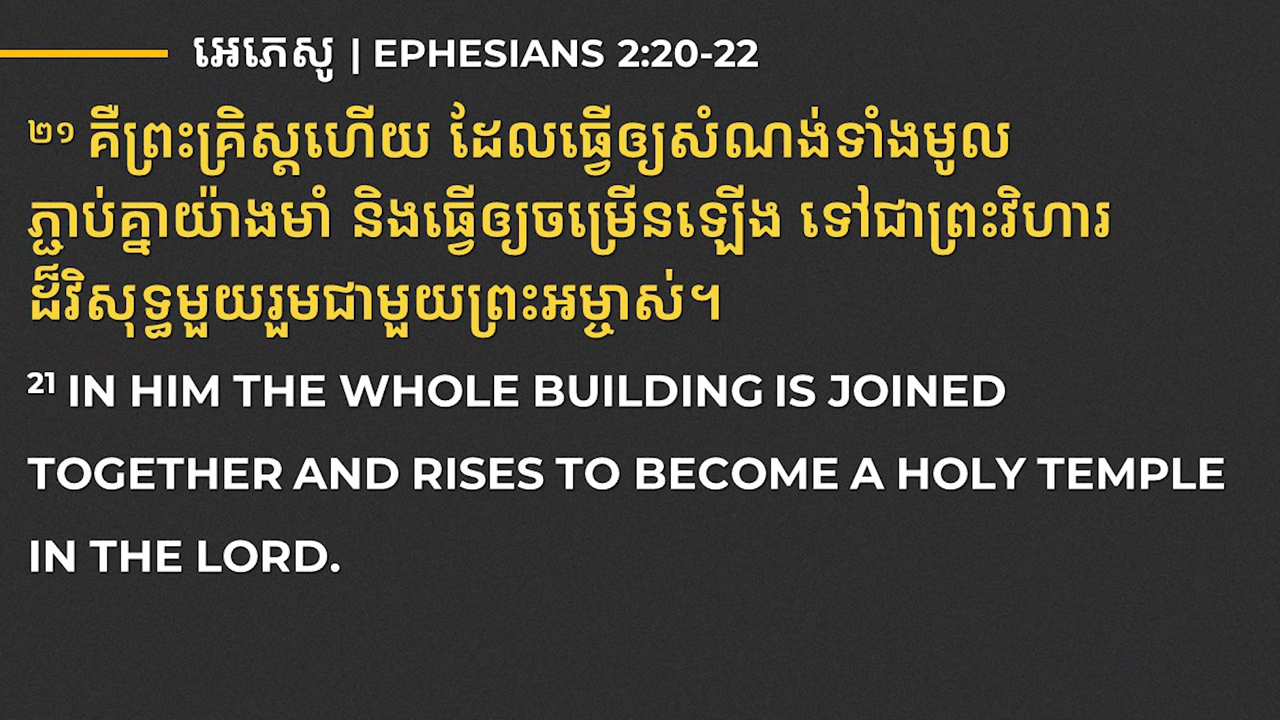 អេភេសូ | EPHESIANS 2:20-22
២១ គឺព្រះគ្រិស្តហើយ ដែលធ្វើឲ្យសំណង់ទាំងមូល
ភ្ជាប់គ្នាយ៉ាងមាំ និងធ្វើឲ្យចម្រើនឡើង ទៅជាព្រះវិហារ
ដ៏វិសុទ្ធមួយរួមជាមួយព្រះអម្ចាស់។
21 IN HIM THE WHOLE BUILDING IS JOINED
TOGETHER AND RISES TO BECOME A HOLY TEMPLE
IN THE LORD.